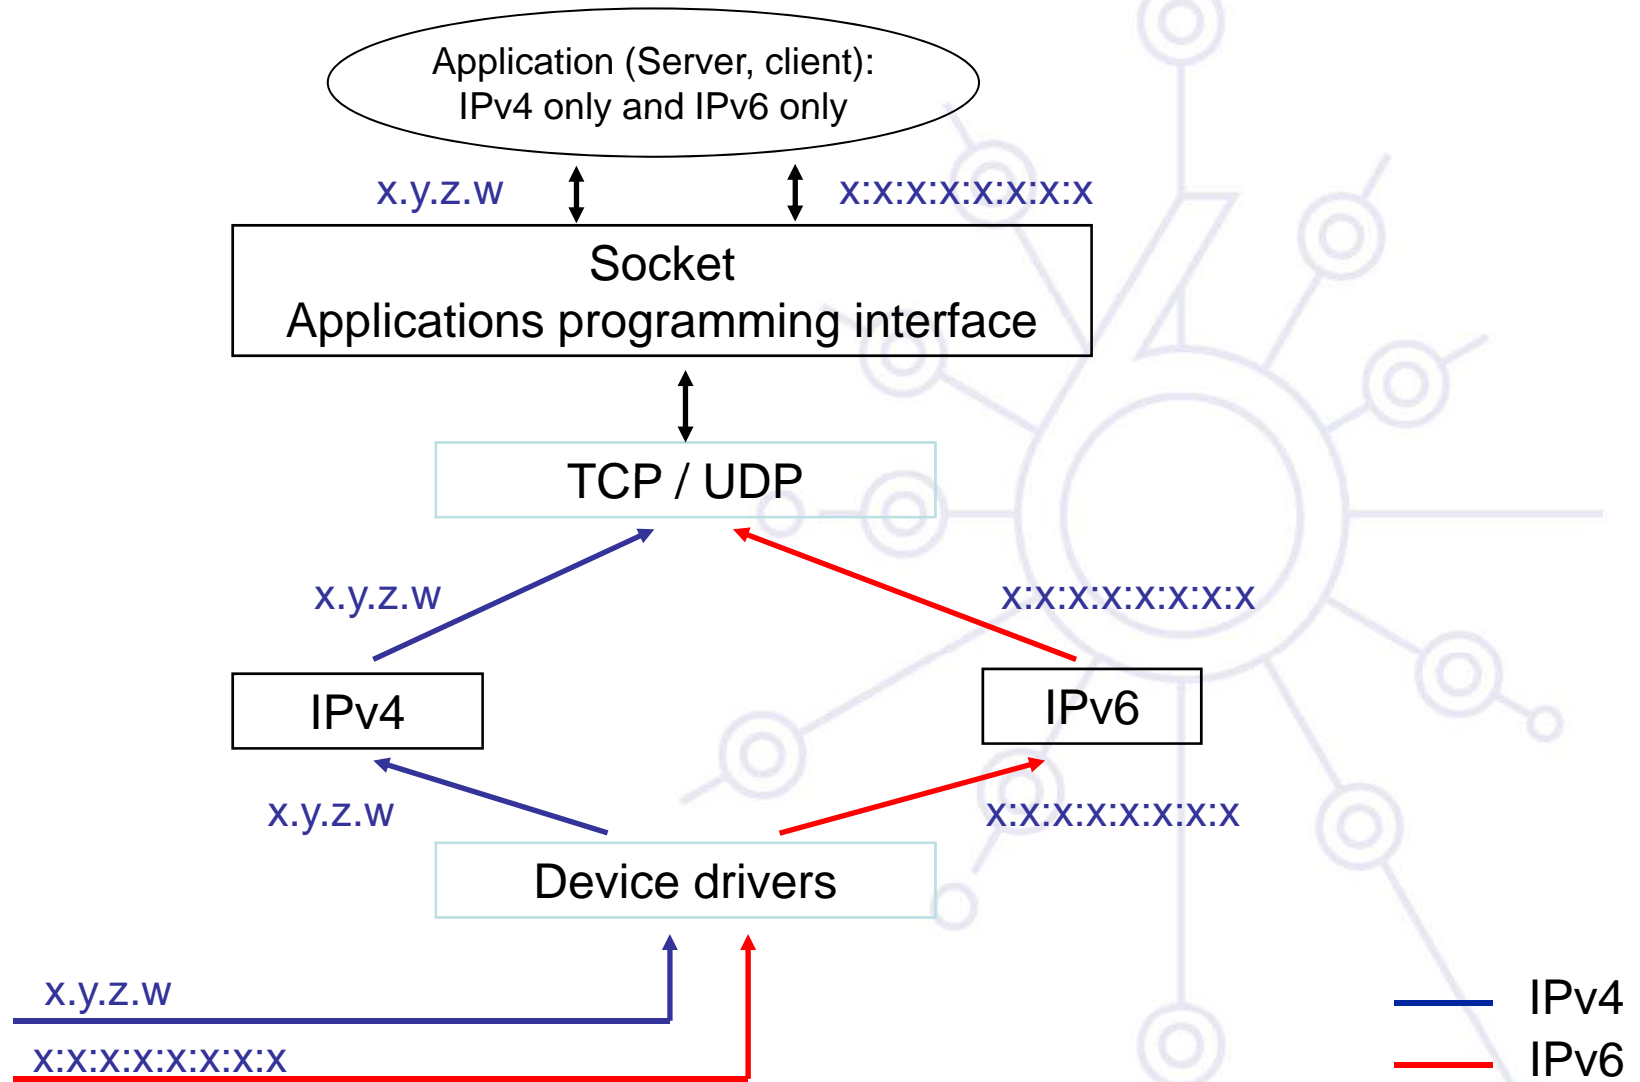 Application (Server, client):
IPv4 only and IPv6 only
x.y.z.w
x:x:x:x:x:x:x:x
Socket
Applications programming interface
TCP / UDP
x.y.z.w
x:x:x:x:x:x:x:x
IPv4
IPv6
x.y.z.w
x:x:x:x:x:x:x:x
Device drivers
x.y.z.w
x:x:x:x:x:x:x:x
IPv4
IPv6